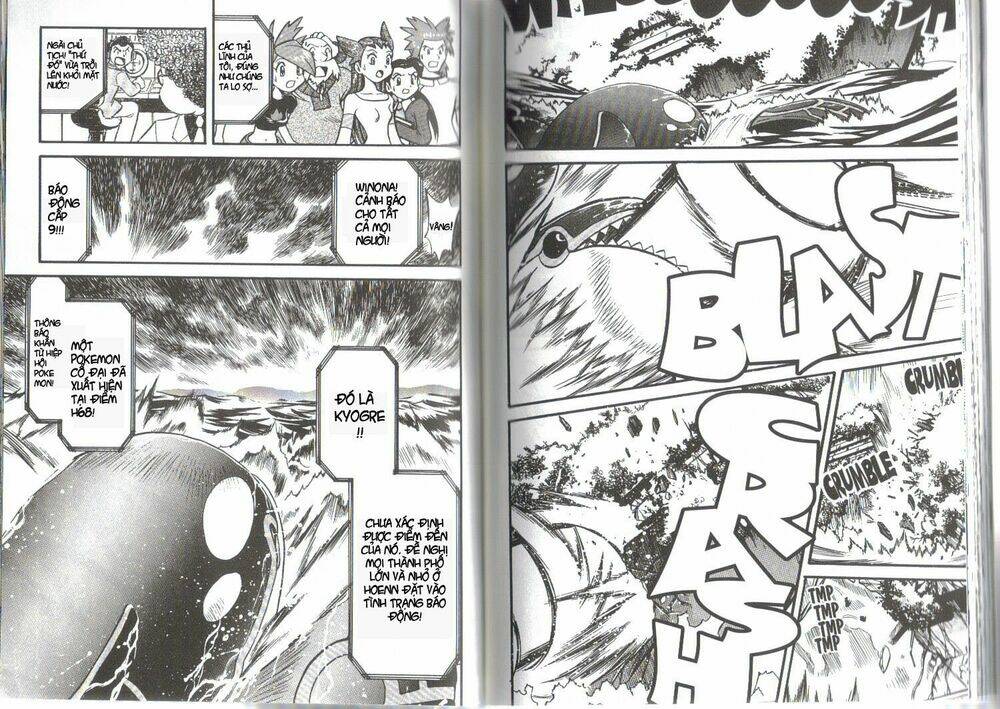 NGÀI CHỦ
TỊCH! "THỨ
ĐÓ" VỪA TRỒI
LÊN KHỎI MẶT
NƯỚC!
CÁC THỦ
LĨNH CỦA
TÔI, ĐÚNG
NHƯ CHÚNG
TA LO SỢ...
BÁO
ĐỘNG
CẤP
9!!!
WINONA!
CẢNH BÁO
CHO TẤT
CẢ MỌI
NGƯỜI!
VÂNG!
THÔNG
BÁO
KHẨN
TỪ HIỆP
HỘI
POKE
MON!
MỘT
POKEMON
CỔ ĐẠI ĐÃ
XUẤT HIỆN
TẠI ĐIỂM
H68!
ĐÓ LÀ
KYOGRE
!!
CHƯA XÁC ĐỊNH
ĐƯỢC ĐIỂM ĐẾN
CỦA NÓ. ĐỀ NGHỊ
MỌI THÀNH PHỐ
LỚN VÀ NHỎ Ở
HOENN ĐẶT VÀO
TÌNH TRẠNG BÁO
ĐỘNG!
BLAST
CRUMBL
CRUMBLE
CRASH
TMP
TMP
TMP
TMP